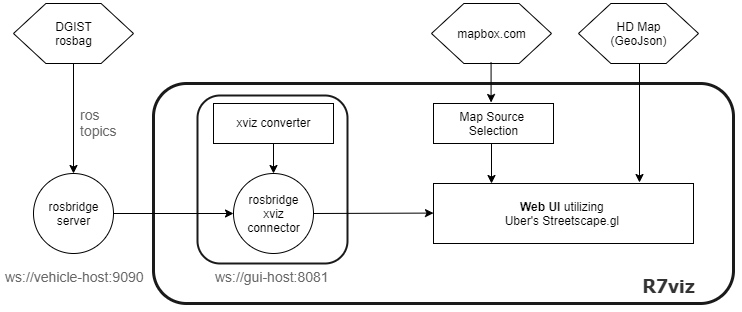 DGIST
rosbag
mapbox.com
HD Map
(GeoJson)
ros
topics
xviz converter
Map Source
Selection
rosbridge
server
rosbridge
xviz
connector
Web UI utilizing
Uber's Streetscape.gl
ws://vehicle-host:9090
ws://gui-host:8081
R7viz